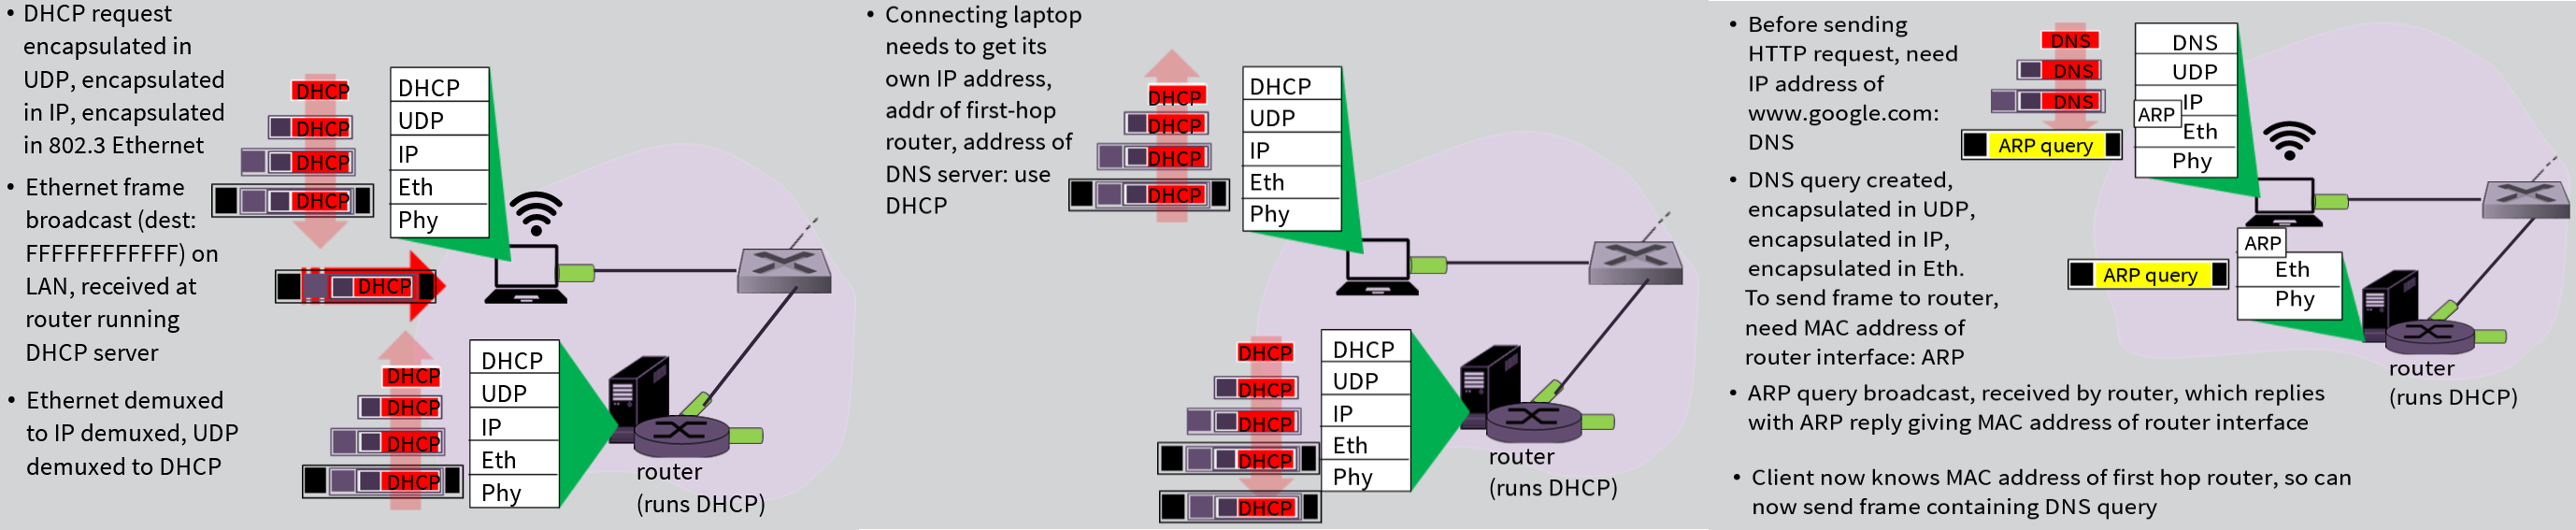 • DHCP request
encapsulated in
UDP, encapsulated
in IP, encapsulated
in 802.3 Ethernet
• Ethernet frame
broadcast (dest:
FFFFFFFFFFFF) on
LAN, received at
router running
DHCP server
• Ethernet demuxed
to IP demuxed, UDP
demuxed to DHCP
DHCP
DHCP
DHCP
DHCP
DHCP
UDP
IP
Eth
Phy
DHCP
DHCP
DHCP
DHCP
DHCP
DHCP
UDP
IP
Eth
Phy
router
(runs DHCP)
• Connecting laptop
needs to get its
own IP address,
addr of first-hop
router, address of
DNS server: use
DHCP
DHCP
DHCP
DHCP
DHCP
DHCP
UDP
IP
Eth
Phy
DHCP
DHCP
DHCP
DHCP
DHCP
DHCP
UDP
IP
Eth
Phy
router
(runs DHCP)
• Before sending
HTTP request, need
IP address of
www.google.com:
DNS
• DNS query created,
encapsulated in UDP,
encapsulated in IP,
encapsulated in Eth.
To send frame to router,
need MAC address of
router interface: ARP
• ARP query broadcast, received by router, which replies
with ARP reply giving MAC address of router interface
• Client now knows MAC address of first hop router, so can
now send frame containing DNS query
DNS
DNS
DNS
ARP query
DNS
UDP
IP
ARP
Eth
Phy
ARP query
ARP
Eth
Phy
router
(runs DHCP)